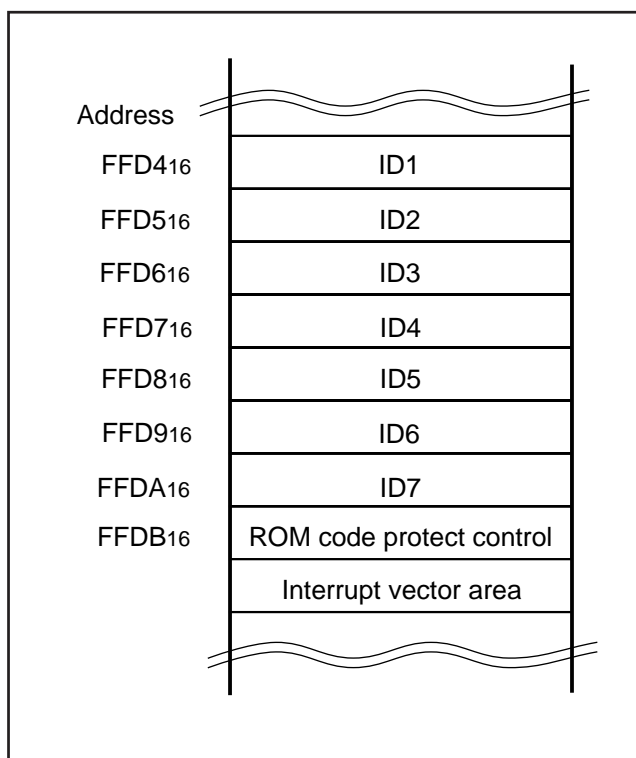 Address
FFD416 ID1
FFD516 ID2
FFD616 ID3
FFD716 ID4
FFD816 ID5
FFD916 ID6
FFDA16 ID7
FFDB16 ROM code protect control
Interrupt vector area